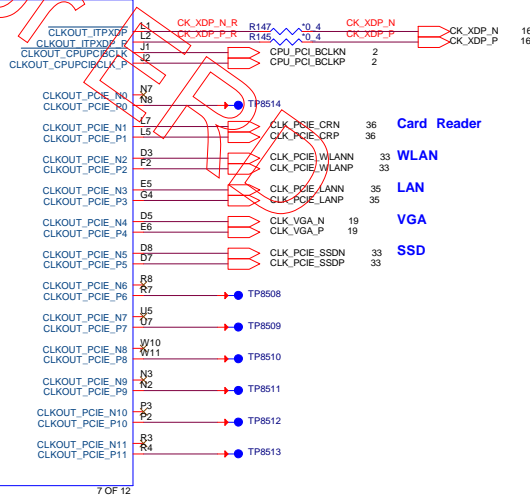 CLKOUT_ITPXDP L1 CK_XDP_N_R R147 *0_4 CK_XDP_N CK_XDP_N 16
CLKOUT_ITPXDP_P L2 CK_XDP_P_R R145 *0_4 CK_XDP_P CK_XDP_P 16
CLKOUT_CPUPCIBCLK J1 CPU_PCI_BCLKN 2
CLKOUT_CPUPCIBCLK_P J2 CPU_PCI_BCLKP 2
CLKOUT_PCIE_N0 N7
CLKOUT_PCIE_P0 N8 TP8514
CLKOUT_PCIE_N1 L7 CLK_PCIE_CRN 36 Card Reader
CLKOUT_PCIE_P1 L5 CLK_PCIE_CRP 36
CLKOUT_PCIE_N2 D3 CLK_PCIE_WLANN 33 WLAN
CLKOUT_PCIE_P2 F2 CLK_PCIE_WLANP 33
CLKOUT_PCIE_N3 E5 CLK_PCIE_LANN 35 LAN
CLKOUT_PCIE_P3 G4 CLK_PCIE_LANP 35
CLKOUT_PCIE_N4 D5 CLK_VGA_N 19 VGA
CLKOUT_PCIE_P4 E6 CLK_VGA_P 19
CLKOUT_PCIE_N5 D8 CLK_PCIE_SSDN 33 SSD
CLKOUT_PCIE_P5 D7 CLK_PCIE_SSDP 33
CLKOUT_PCIE_N6 R8
CLKOUT_PCIE_P6 R7 TP8508
CLKOUT_PCIE_N7 U5
CLKOUT_PCIE_P7 U7 TP8509
CLKOUT_PCIE_N8 W10
CLKOUT_PCIE_P8 W11 TP8510
CLKOUT_PCIE_N9 N3
CLKOUT_PCIE_P9 N2 TP8511
CLKOUT_PCIE_N10 P3
CLKOUT_PCIE_P10 P2 TP8512
CLKOUT_PCIE_N11 R3
CLKOUT_PCIE_P11 R4 TP8513
7 OF 12